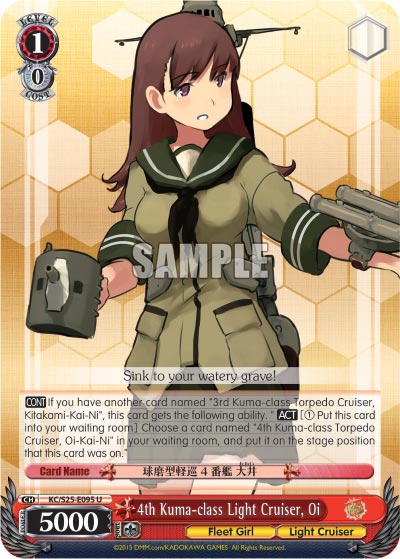 LEVEL
1
0
COST
SAMPLE
Sink to your watery grave!
CONT If you have another card named "3rd Kuma-class Torpedo Cruiser,
Kitakami-Kai-Ni", this card gets the following ability. " ACT [① Put this card
into your waiting room] Choose a card named "4th Kuma-class Torpedo
Cruiser, Oi-Kai-Ni" in your waiting room, and put it on the stage position
that this card was."
Card Name 球磨型軽巡4番艦 大井
CH KC/S25-E095 U
4th Kuma-class Light Cruiser, Oi
POWER 5000 SOUL
Fleet Girl Light Cruiser
©2013 DMM.com/KADOKAWA GAMES All Rights Reserved.